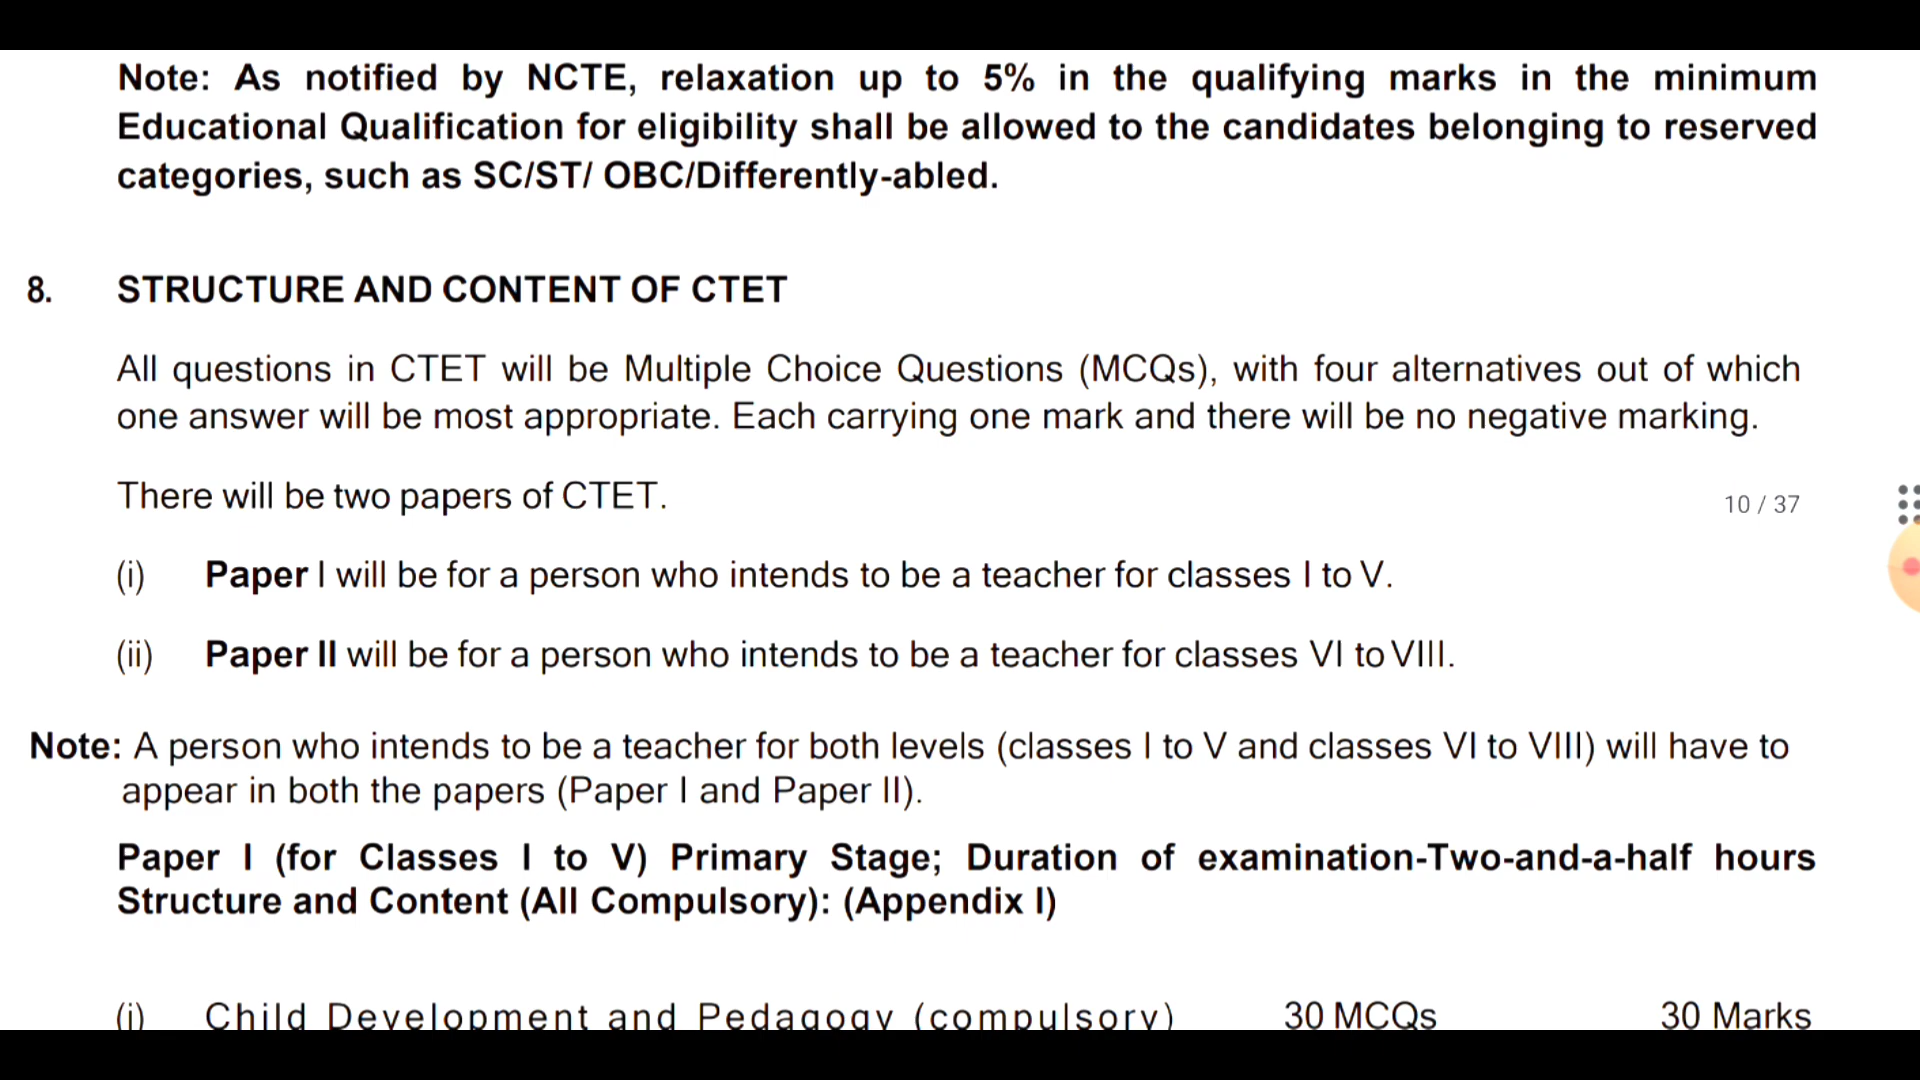 Note: As notified by NCTE, relaxation up to 5% in the qualifying marks in the minimum
Educational Qualification for eligibility shall be allowed to the candidates belonging to reserved
categories, such as SC/ST/ OBC/Differently-abled.
8. STRUCTURE AND CONTENT OF CTET
All questions in CTET will be Multiple Choice Questions (MCQs), with four alternatives out of which
one answer will be most appropriate. Each carrying one mark and there will be no negative marking.
There will be two papers of CTET.
10 / 37
(i) Paper I will be for a person who intends to be a teacher for classes I to V.
(ii) Paper II will be for a person who intends to be a teacher for classes VI to VIII.
Note: A person who intends to be a teacher for both levels (classes I to V and classes VI to VIII) will have to
appear in both the papers (Paper I and Paper II).
Paper I (for Classes I to V) Primary Stage; Duration of examination-Two-and-a-half hours
Structure and Content (All Compulsory): (Appendix I)
(i) Child Development and Pedagogy (compulsory) 30 MCQs 30 Marks